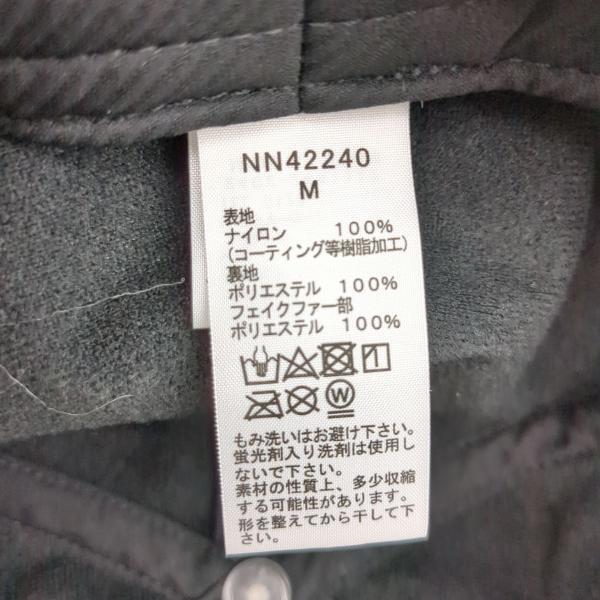 NN42240
M
表地
ナイロン 100%
(コーティング等樹脂加工)
裏地
ポリエステル 100%
フェイクファー部
ポリエステル 100%
W
もみ洗いはお避け下さい。
蛍光剤入り洗剤は使用し
ないで下さい。
素材の性質上、多少収縮
する可能性があります。
形を整えてから干して下
さい。